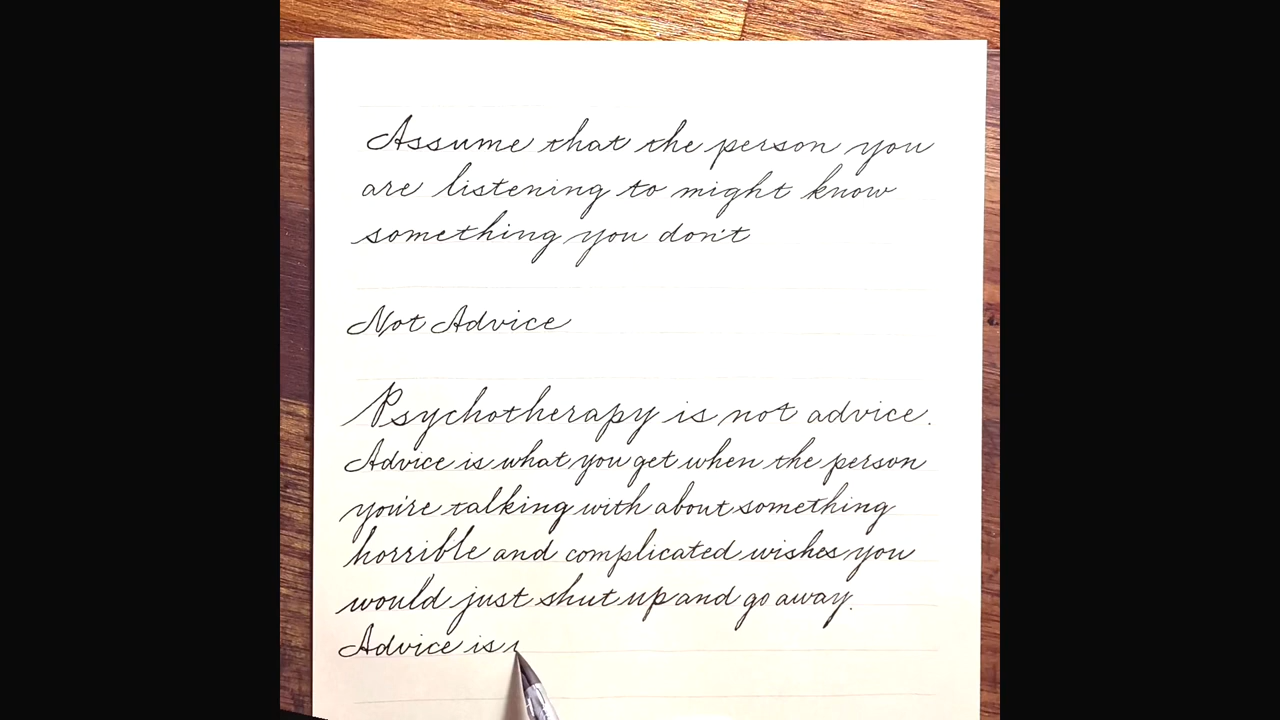 Assume that the person you
are listening to might know
something you don't
Not Advice
Psychotherapy is not advice.
Advice is what you get when the person
you're talking with about something
horrible and complicated wishes you
would just shut up and go away.
Advice is